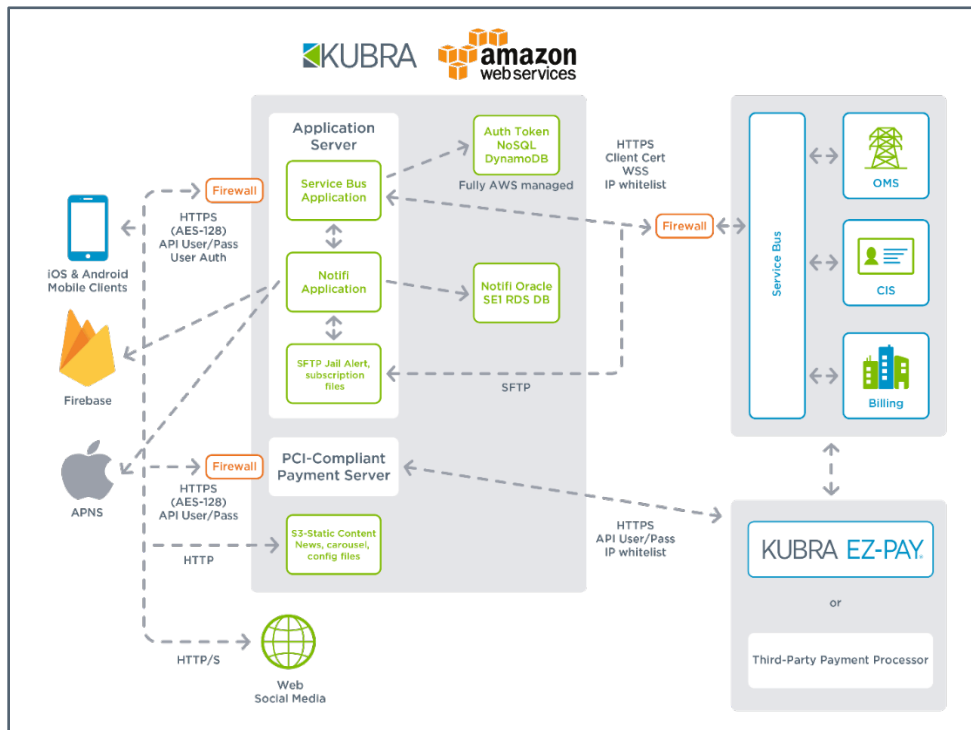 KUBRA
amazon
web services
Application
Server
Service Bus
Application
Notifi
Application
SFTP Jail Alert,
subscription
files
Auth Token
NoSQL
DynamoDB
Fully AWS managed
Notifi Oracle
SE1 RDS DB
PCI-Compliant
Payment Server
S3-Static Content
News, carousel,
config files
Firewall
HTTPS
(AES-128)
API User/Pass
User Auth
iOS & Android
Mobile Clients
Firebase
APNS
Firewall
HTTPS
(AES-128)
API User/Pass
HTTP
HTTP/S
Web
Social Media
HTTPS
Client Cert
WSS
IP whitelist
Firewall
SFTP
HTTPS
API User/Pass
IP whitelist
Service Bus
OMS
CIS
Billing
KUBRA EZ-PAY®
or
Third-Party Payment Processor